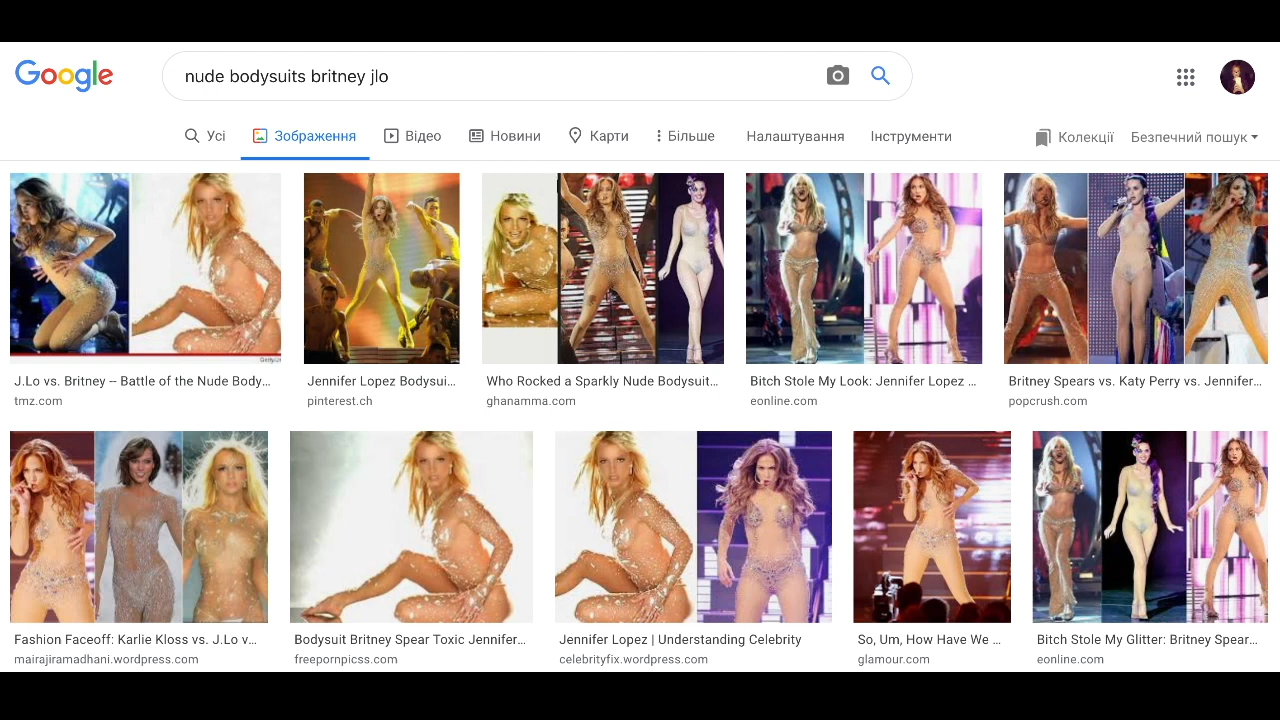 Google
nude bodysuits britney jlo
Усі Зображення Відео Новини Карти Більше Налаштування Інструменти Колекції Безпечний пошук
J.Lo vs. Britney – Battle of the Nude Body...
tmz.com
Jennifer Lopez Bodysui...
pinterest.ch
Who Rocked a Sparkly Nude Bodysuit...
ghanamma.com
Bitch Stole My Look: Jennifer Lopez ...
eonline.com
Britney Spears vs. Katy Perry vs. Jennifer...
popcrush.com
Fashion Faceoff: Karlie Kloss vs. J.Lo v...
mairajiramadhani.wordpress.com
Bodysuit Britney Spear Toxic Jennifer...
freepornpicss.com
Jennifer Lopez | Understanding Celebrity
celebrityfix.wordpress.com
So, Um, How Have We ...
glamour.com
Bitch Stole My Glitter: Britney Spear...
eonline.com